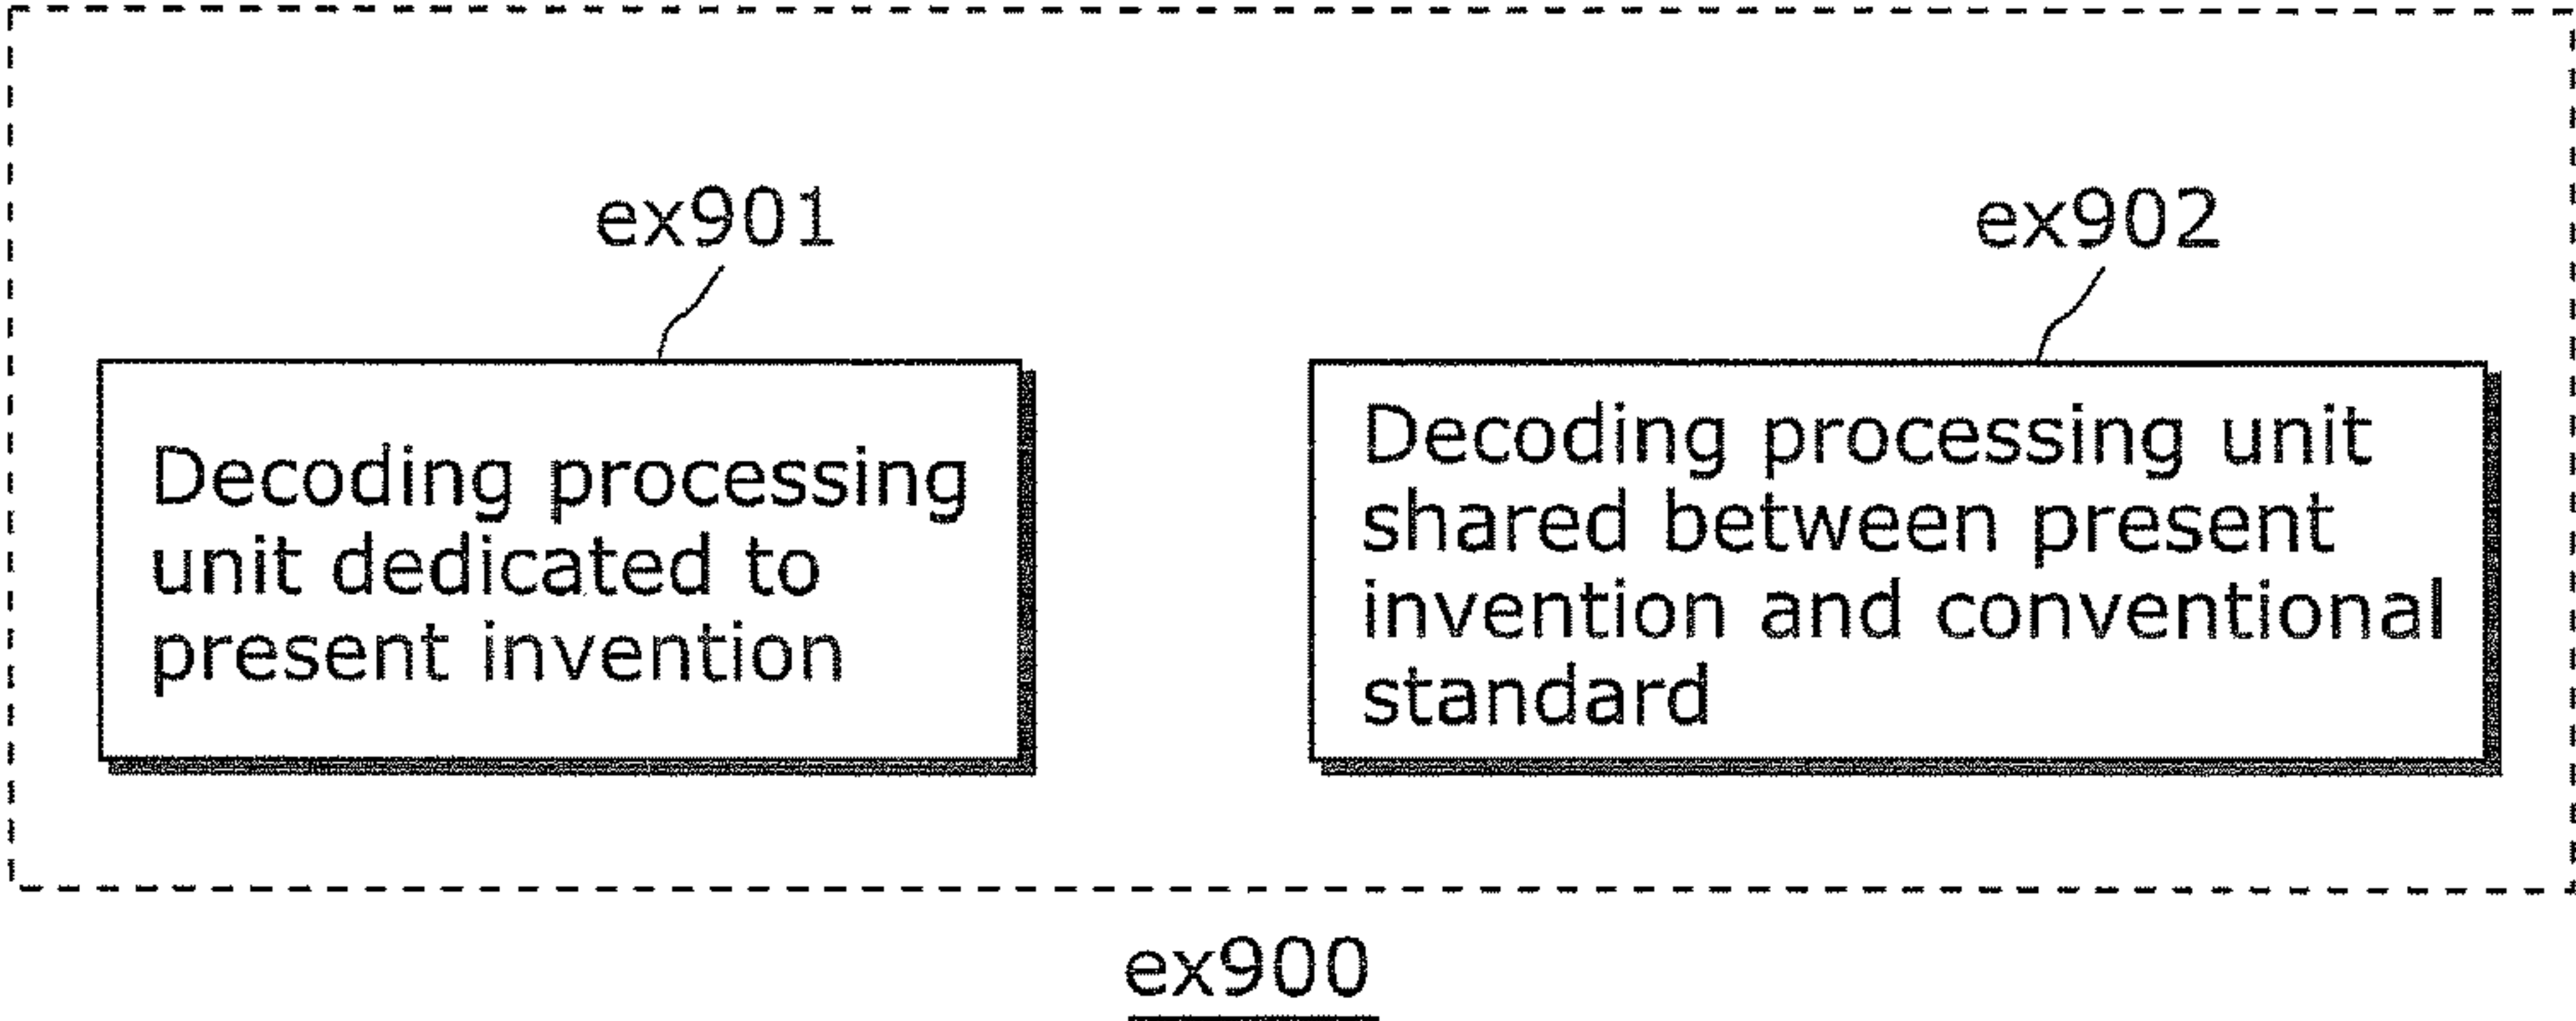 ex901
Decoding processing
unit dedicated to
present invention
ex902
Decoding processing unit
shared between present
invention and conventional
standard
ex900